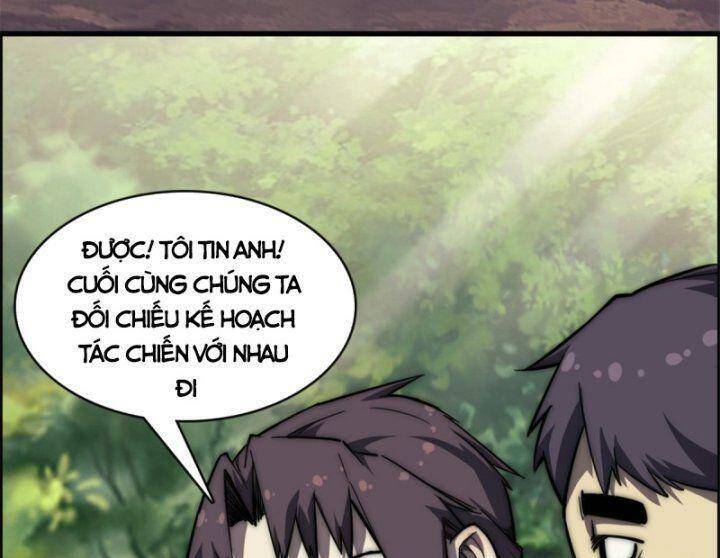 ĐƯỢC! TÔI TIN ANH!
CUỐI CÙNG CHÚNG TA
ĐỐI CHIẾU KẾ HOẠCH
TÁC CHIẾN VỚI NHAU
ĐI